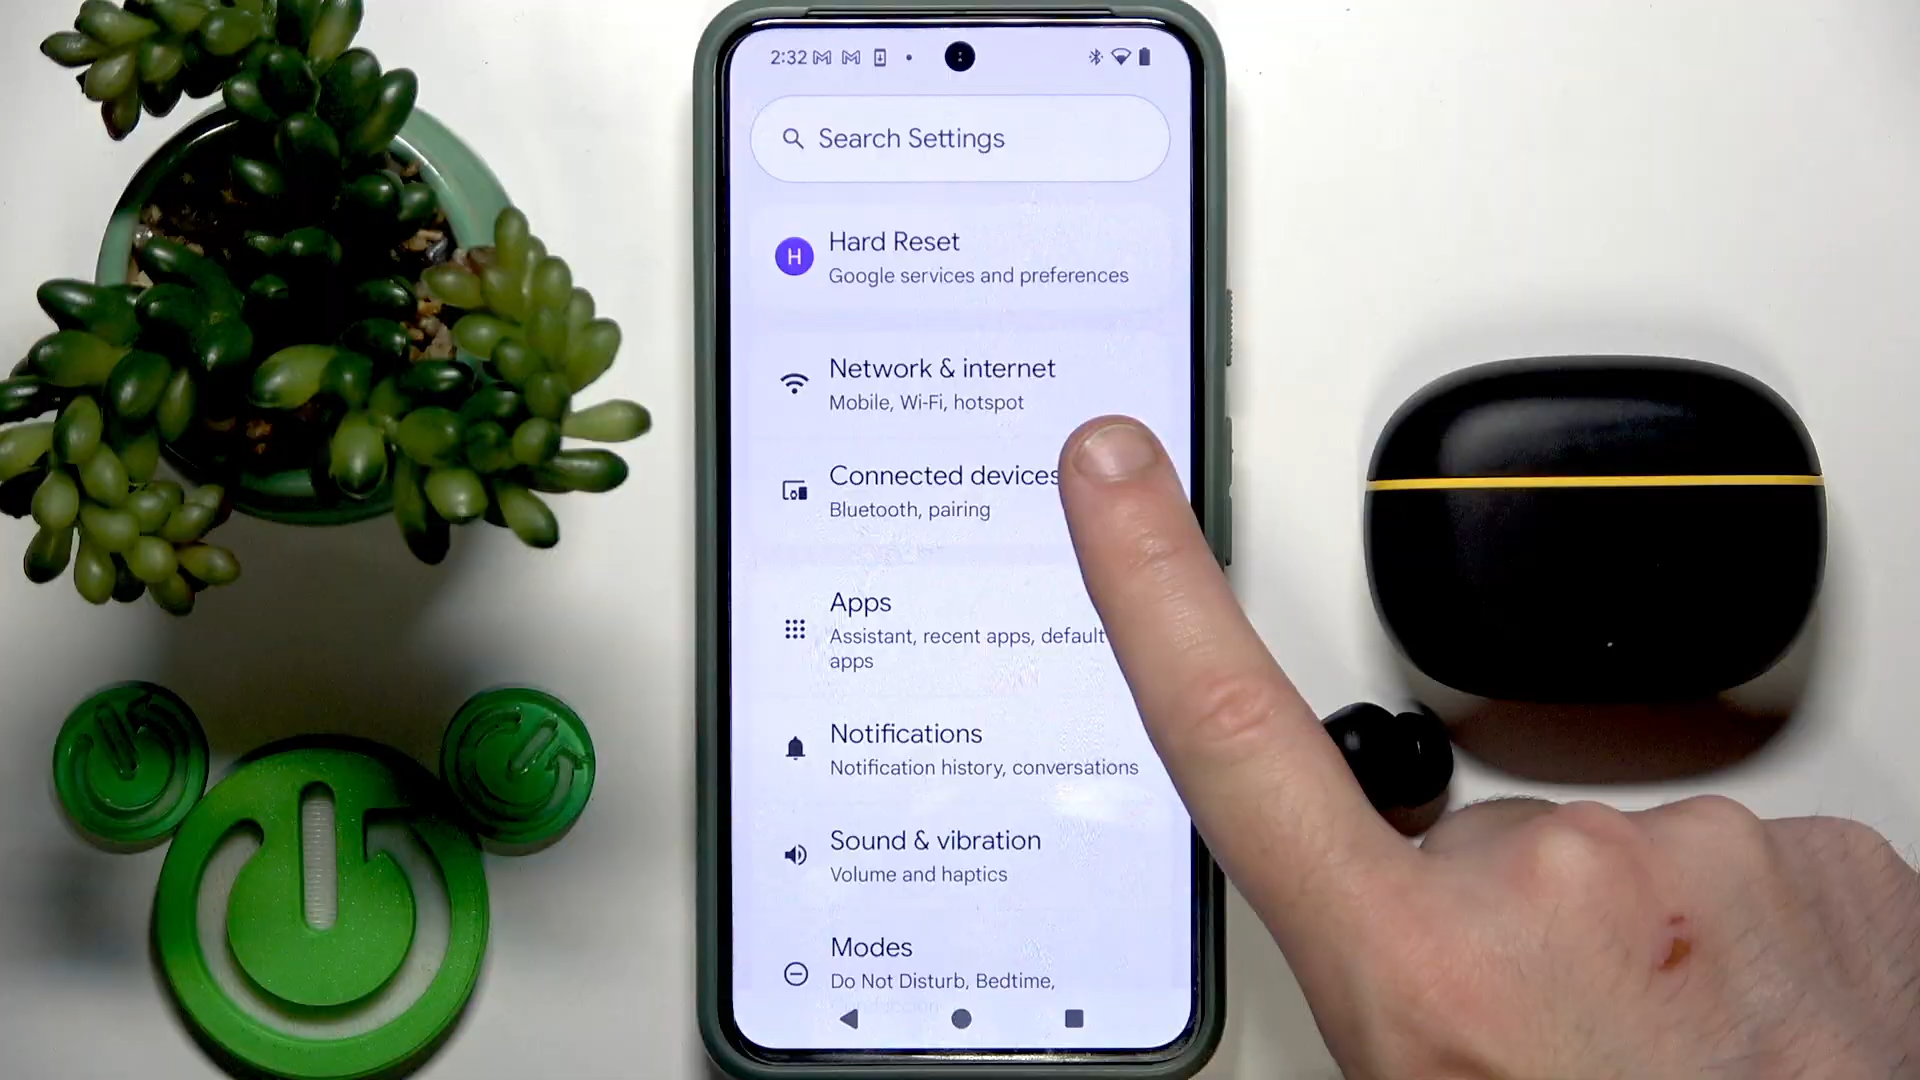 2:32
Search Settings
H
Hard Reset
Google services and preferences
Network & internet
Mobile, Wi-Fi, hotspot
Connected devices
Bluetooth, pairing
Apps
Assistant, recent apps, default
apps
Notifications
Notification history, conversations
Sound & vibration
Volume and haptics
Modes
Do Not Disturb, Bedtime,